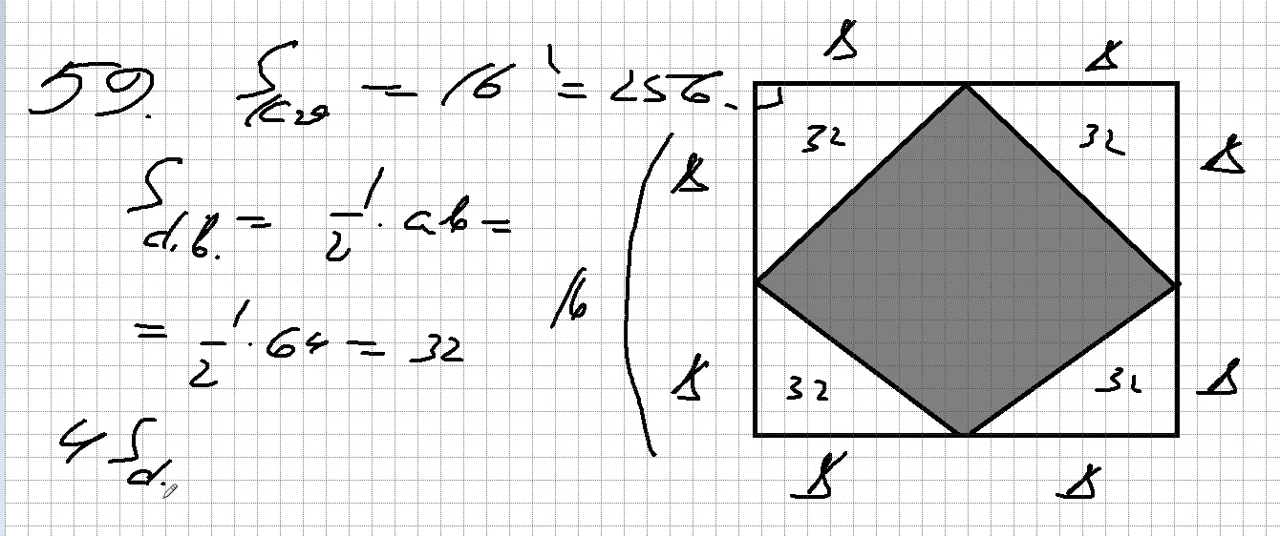 59. S = 16² = 256.
S d.b. = 1/2 · ab =
= 1/2 · 64 = 32
4 S d.
16
8 8
8 8
8 8
8 8
32 32
32 32